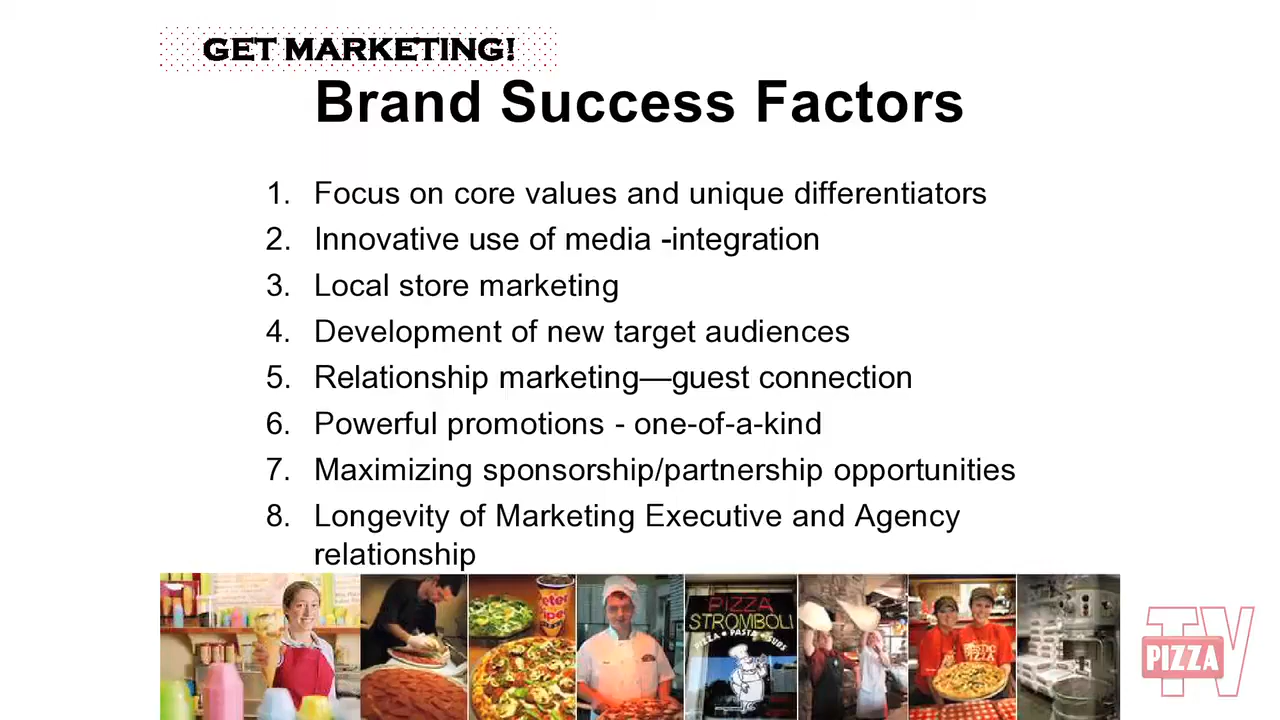 GET MARKETING!
Brand Success Factors
1. Focus on core values and unique differentiators
2. Innovative use of media -integration
3. Local store marketing
4. Development of new target audiences
5. Relationship marketing—guest connection
6. Powerful promotions - one-of-a-kind
7. Maximizing sponsorship/partnership opportunities
8. Longevity of Marketing Executive and Agency
relationship
PIZZA
STROMBOLI
PIZZA • PASTA • SUBS
TV
PIZZA